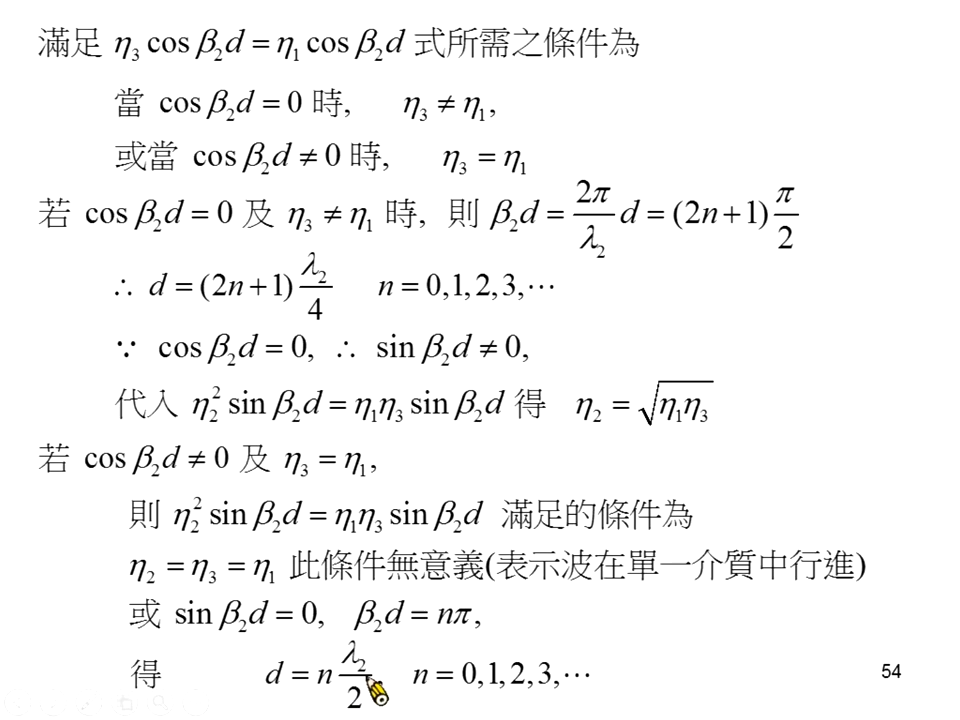 滿足 η₃ cos β₂d = η₁ cos β₂d 式所需之條件為
當 cos β₂d = 0 時, η₃ ≠ η₁,
或當 cos β₂d ≠ 0 時, η₃ = η₁
若 cos β₂d = 0 及 η₃ ≠ η₁ 時, 則 β₂d = 2π/λ₂ d = (2n+1) π/2
∴ d = (2n+1) λ₂/4 n = 0,1,2,3,⋯
∵ cos β₂d = 0, ∴ sin β₂d ≠ 0,
代入 η₂² sin β₂d = η₁η₃ sin β₂d 得 η₂ = √(η₁η₃)
若 cos β₂d ≠ 0 及 η₃ = η₁,
則 η₂² sin β₂d = η₁η₃ sin β₂d 滿足的條件為
η₂ = η₃ = η₁ 此條件無意義(表示波在單一介質中行進)
或 sin β₂d = 0, β₂d = nπ,
得 d = n λ₂/2 n = 0,1,2,3,⋯
54